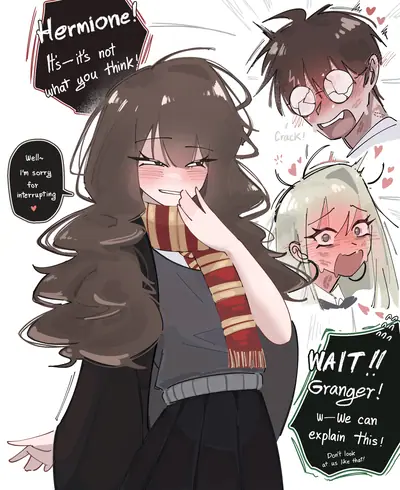 Hermione!
It's—it's not
what you think!
Crack!
Well~
I'm sorry
for
interrupting
♥
WAIT!!
Granger!
W—We can
explain this!
Don't look
at us like that!